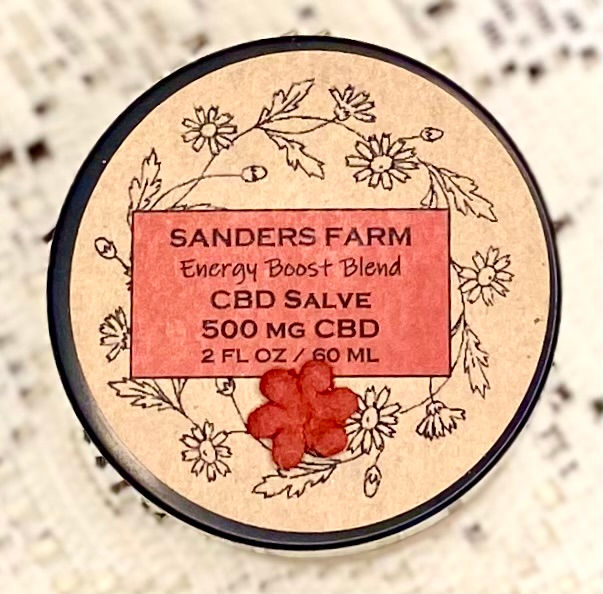 SANDERS FARM
Energy Boost Blend
CBD SALVE
500 MG CBD
2 FL OZ / 60 ML